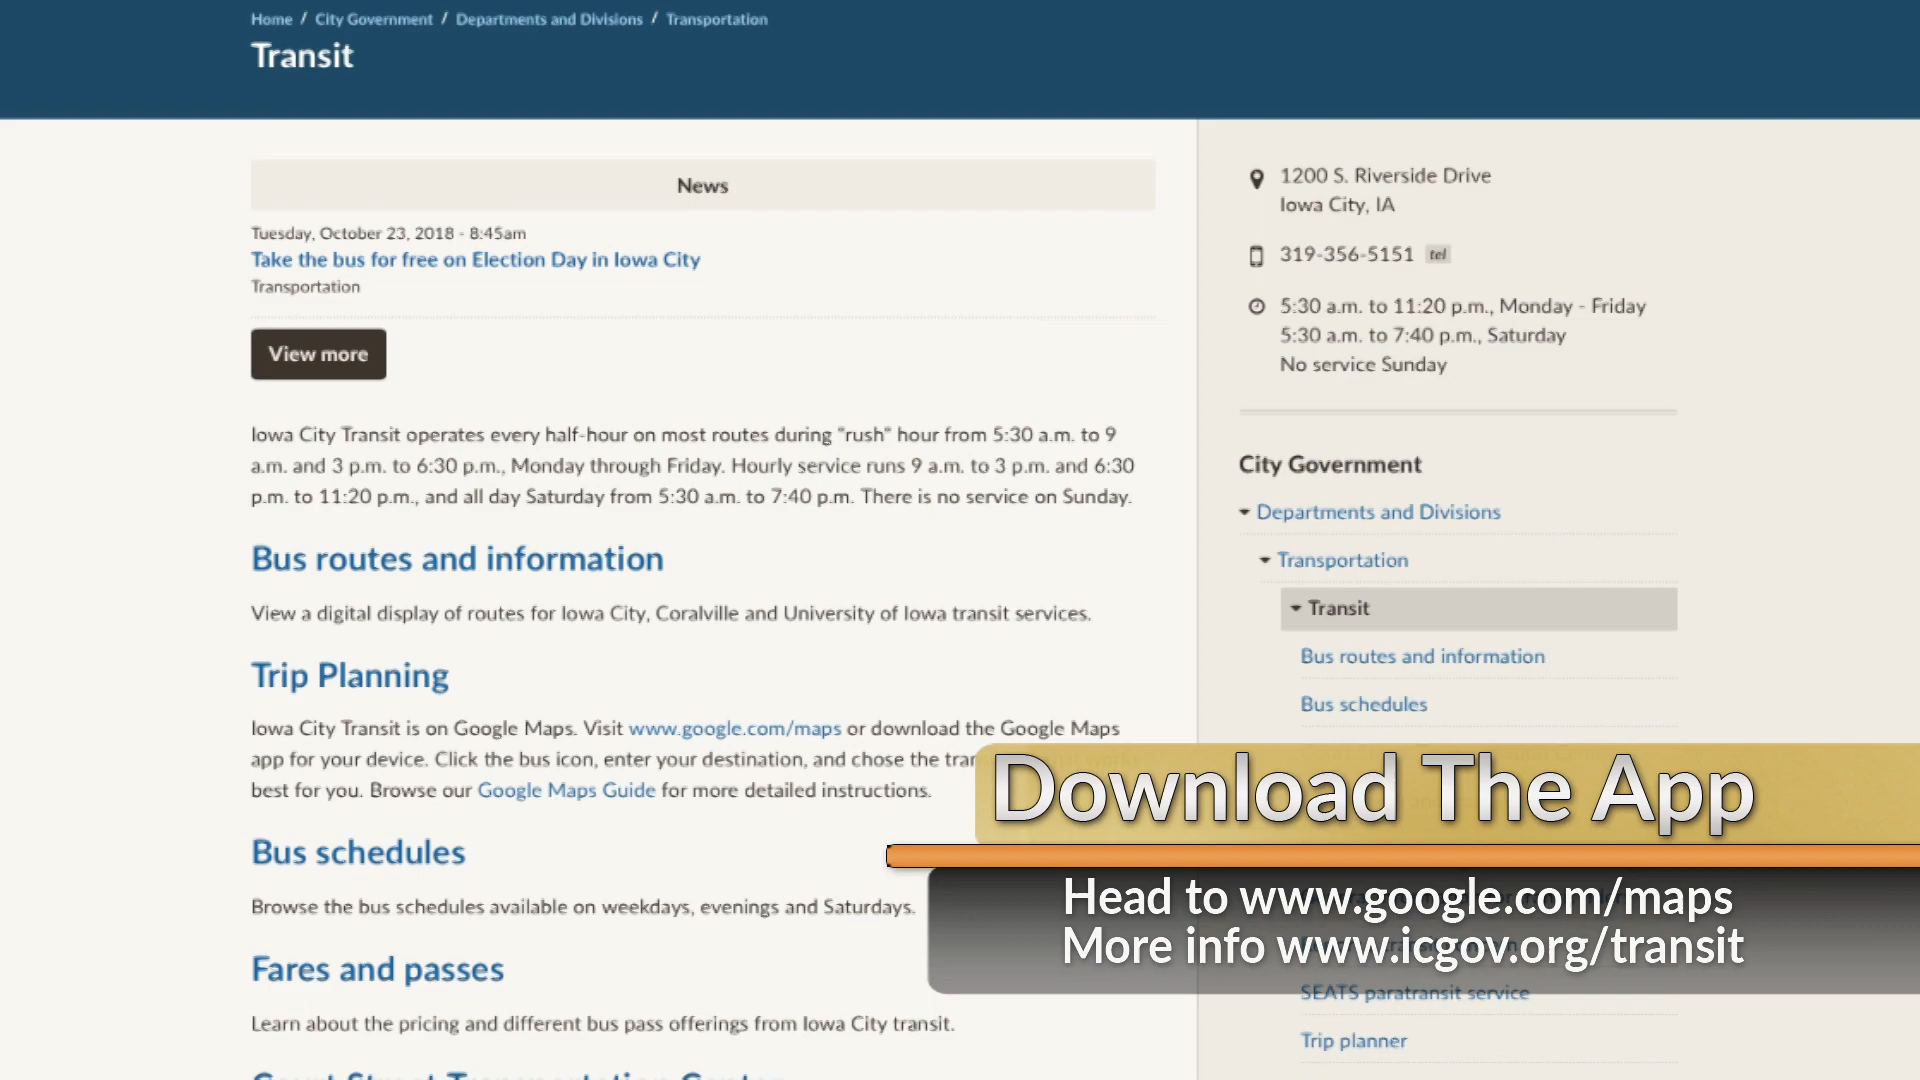 Home / City Government / Departments and Divisions / Transportation
Transit
News
Tuesday, October 23, 2018 - 8:45am
Take the bus for free on Election Day in Iowa City
Transportation
View more
Iowa City Transit operates every half-hour on most routes during "rush" hour from 5:30 a.m. to 9
a.m. and 3 p.m. to 6:30 p.m., Monday through Friday. Hourly service runs 9 a.m. to 3 p.m. and 6:30
p.m. to 11:20 p.m., and all day Saturday from 5:30 a.m. to 7:40 p.m. There is no service on Sunday.
Bus routes and information
View a digital display of routes for Iowa City, Coralville and University of Iowa transit services.
Trip Planning
Iowa City Transit is on Google Maps. Visit www.google.com/maps or download the Google Maps
app for your device. Click the bus icon, enter your destination, and chose the
best for you. Browse our Google Maps Guide for more detailed instructions.
Bus schedules
Browse the bus schedules available on weekdays, evenings and Saturdays.
Fares and passes
Learn about the pricing and different bus pass offerings from Iowa City transit.
1200 S. Riverside Drive
Iowa City, IA
319-356-5151 tel
5:30 a.m. to 11:20 p.m., Monday - Friday
5:30 a.m. to 7:40 p.m., Saturday
No service Sunday
City Government
Departments and Divisions
Transportation
Transit
Bus routes and information
Bus schedules
Download The App
Head to www.google.com/maps
More info www.icgov.org/transit
SEATS paratransit service
Trip planner